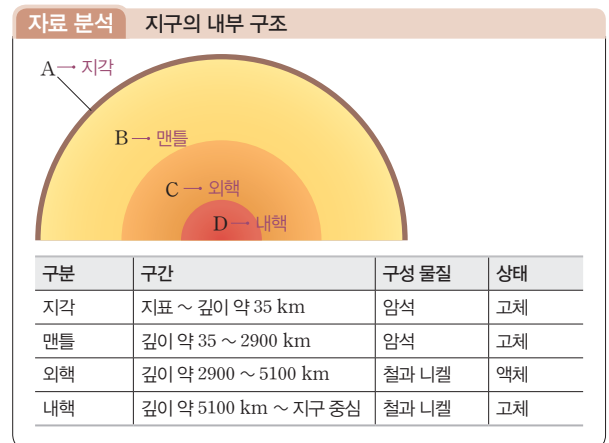 자료 분석 지구의 내부 구조
A → 지각
B → 맨틀
C → 외핵
D → 내핵
구분 구간 구성 물질 상태
지각 지표 ~ 깊이 약 35 km 암석 고체
맨틀 깊이 약 35 ~ 2900 km 암석 고체
외핵 깊이 약 2900 ~ 5100 km 철과 니켈 액체
내핵 깊이 약 5100 km ~ 지구 중심 철과 니켈 고체